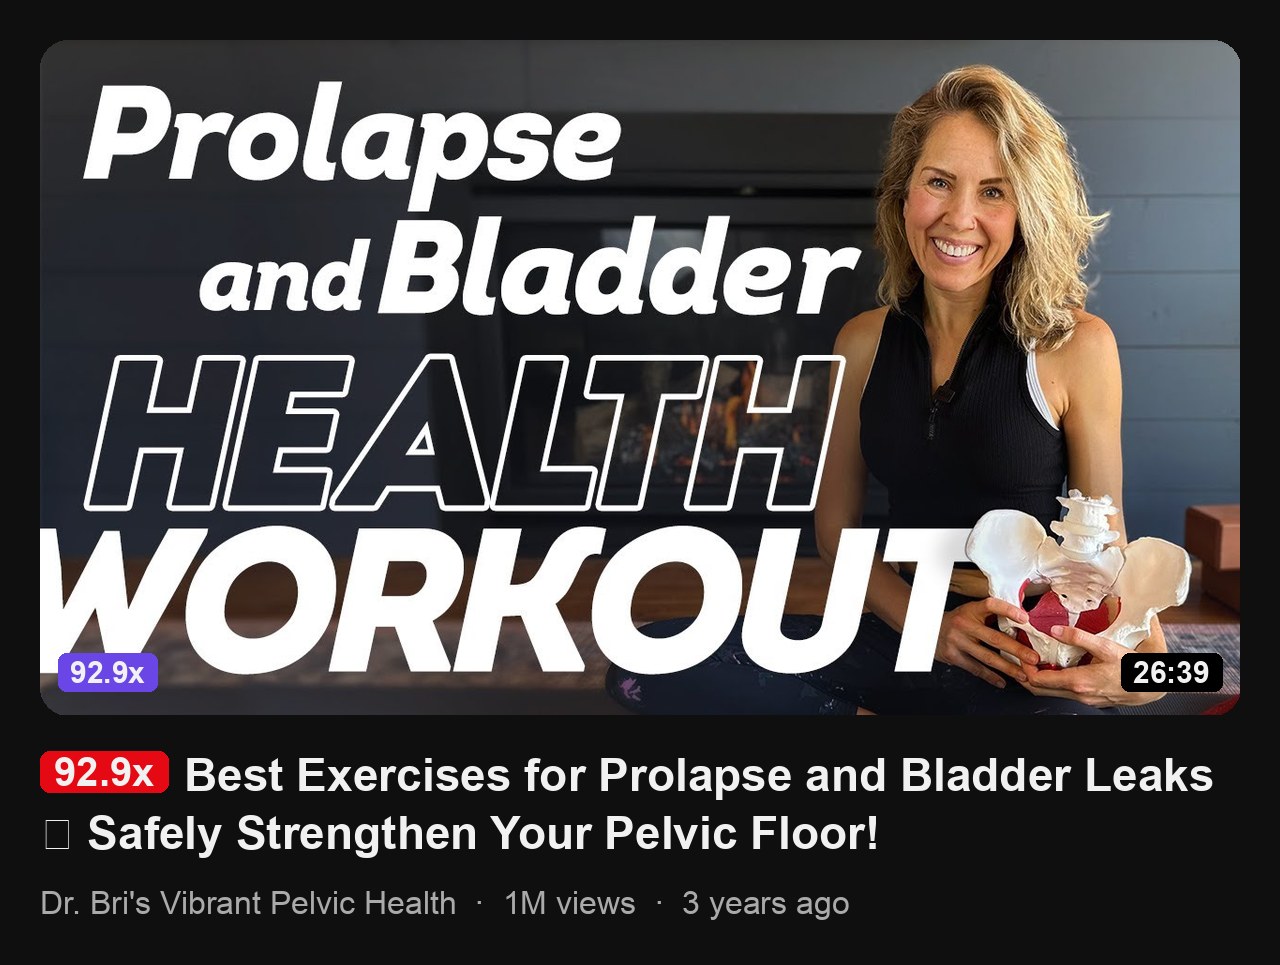 Prolapse
and Bladder
HEALTH
WORKOUT
92.9x
26:39
92.9x Best Exercises for Prolapse and Bladder Leaks
Safely Strengthen Your Pelvic Floor!
Dr. Bri's Vibrant Pelvic Health · 1M views · 3 years ago